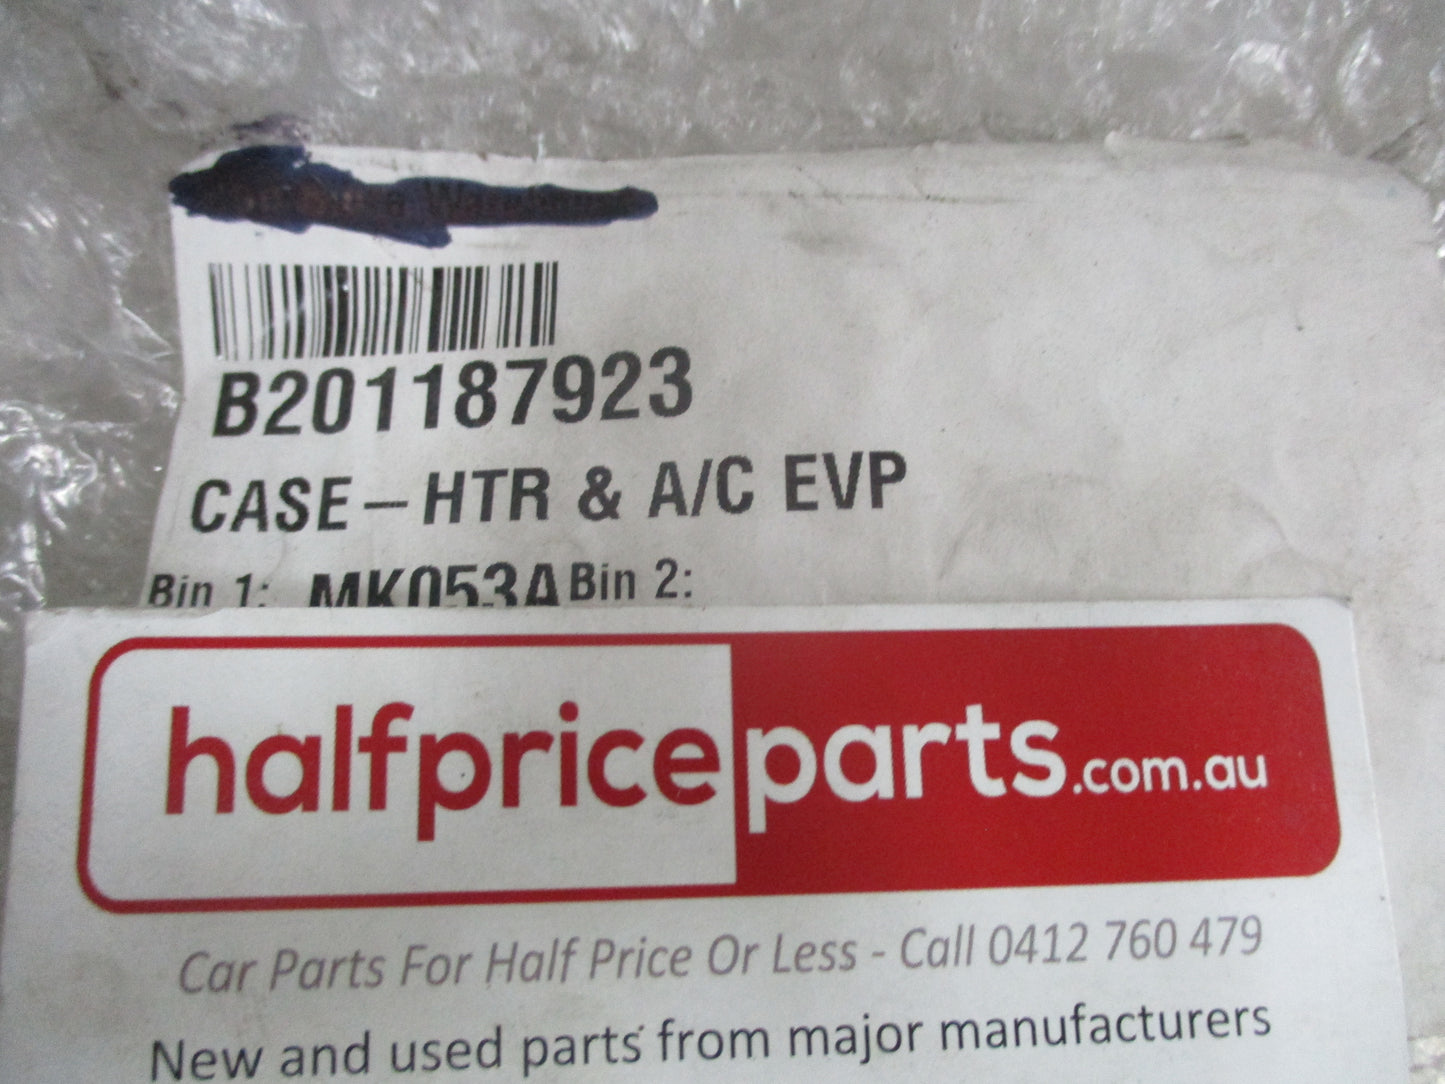 B201187923
CASE - HTR & A/C EVP
Bin 1: MK053A Bin 2:
halfpriceparts.com.au
Car Parts For Half Price Or Less - Call 0412 760 479
New and used parts from major manufacturers